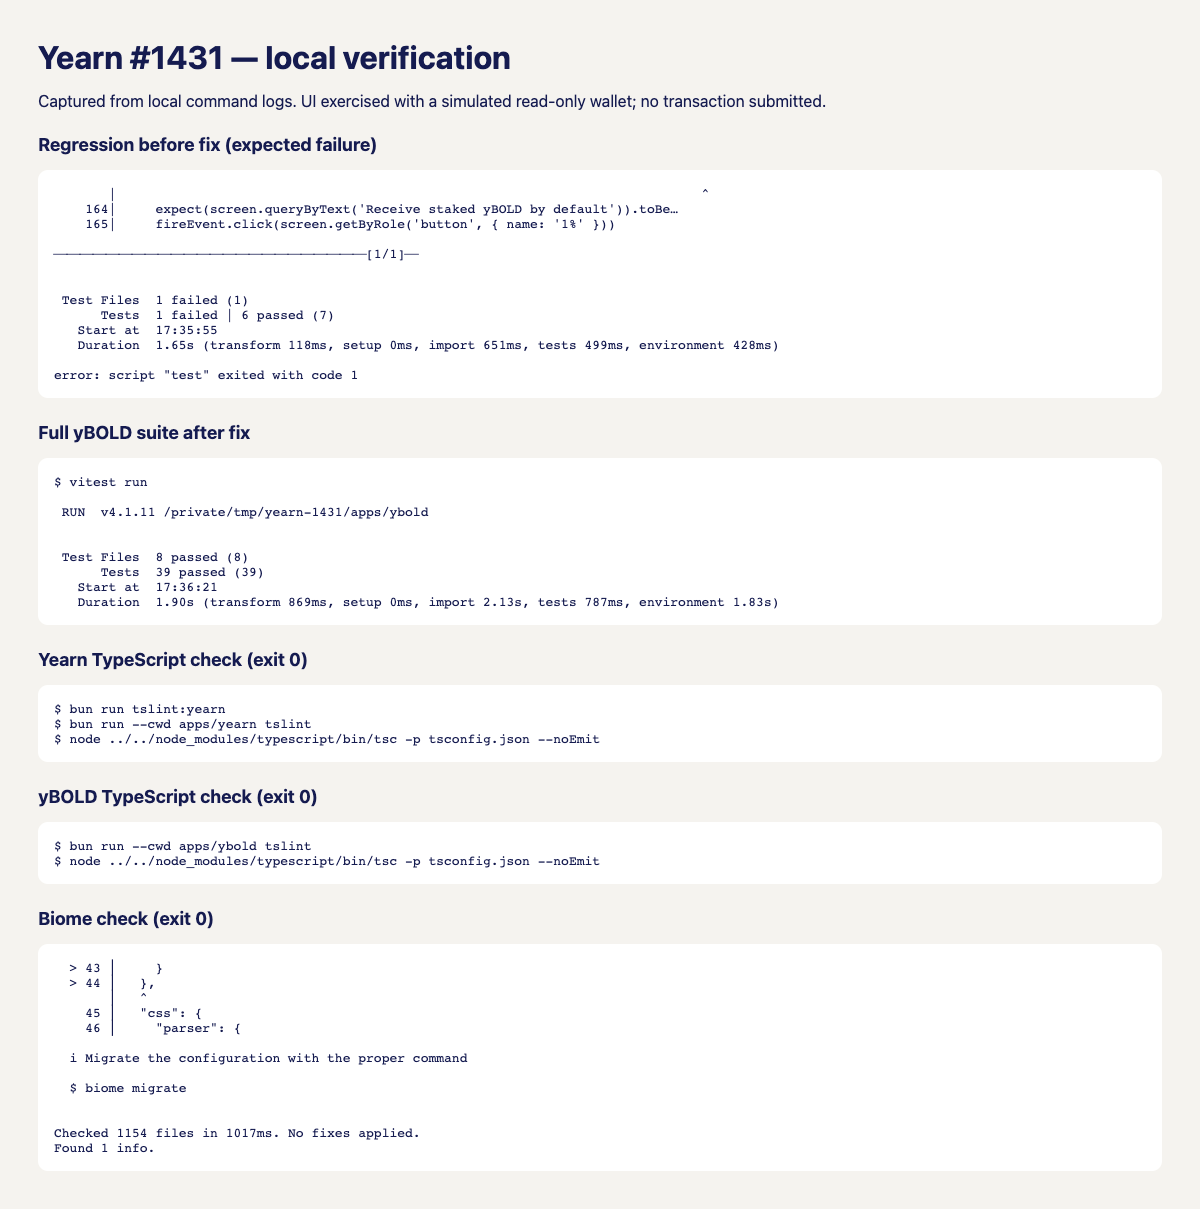 Yearn #1431 — local verification
Captured from local command logs. UI exercised with a simulated read-only wallet; no transaction submitted.
Regression before fix (expected failure)
       |                                                                           ^
    164|     expect(screen.queryByText('Receive staked yBOLD by default')).toBe…
    165|     fireEvent.click(screen.getByRole('button', { name: '1%' }))
────────────────────────────────────────[1/1]──
 Test Files  1 failed (1)
      Tests  1 failed | 6 passed (7)
   Start at  17:35:55
   Duration  1.65s (transform 118ms, setup 0ms, import 651ms, tests 499ms, environment 428ms)
error: script "test" exited with code 1
Full yBOLD suite after fix
$ vitest run
 RUN  v4.1.11 /private/tmp/yearn-1431/apps/ybold
 Test Files  8 passed (8)
      Tests  39 passed (39)
   Start at  17:36:21
   Duration  1.90s (transform 869ms, setup 0ms, import 2.13s, tests 787ms, environment 1.83s)
Yearn TypeScript check (exit 0)
$ bun run tslint:yearn
$ bun run --cwd apps/yearn tslint
$ node ../../node_modules/typescript/bin/tsc -p tsconfig.json --noEmit
yBOLD TypeScript check (exit 0)
$ bun run --cwd apps/ybold tslint
$ node ../../node_modules/typescript/bin/tsc -p tsconfig.json --noEmit
Biome check (exit 0)
  > 43 │     }
  > 44 │   },
       │   ^
    45 │   "css": {
    46 │     "parser": {
  i Migrate the configuration with the proper command
  $ biome migrate
Checked 1154 files in 1017ms. No fixes applied.
Found 1 info.